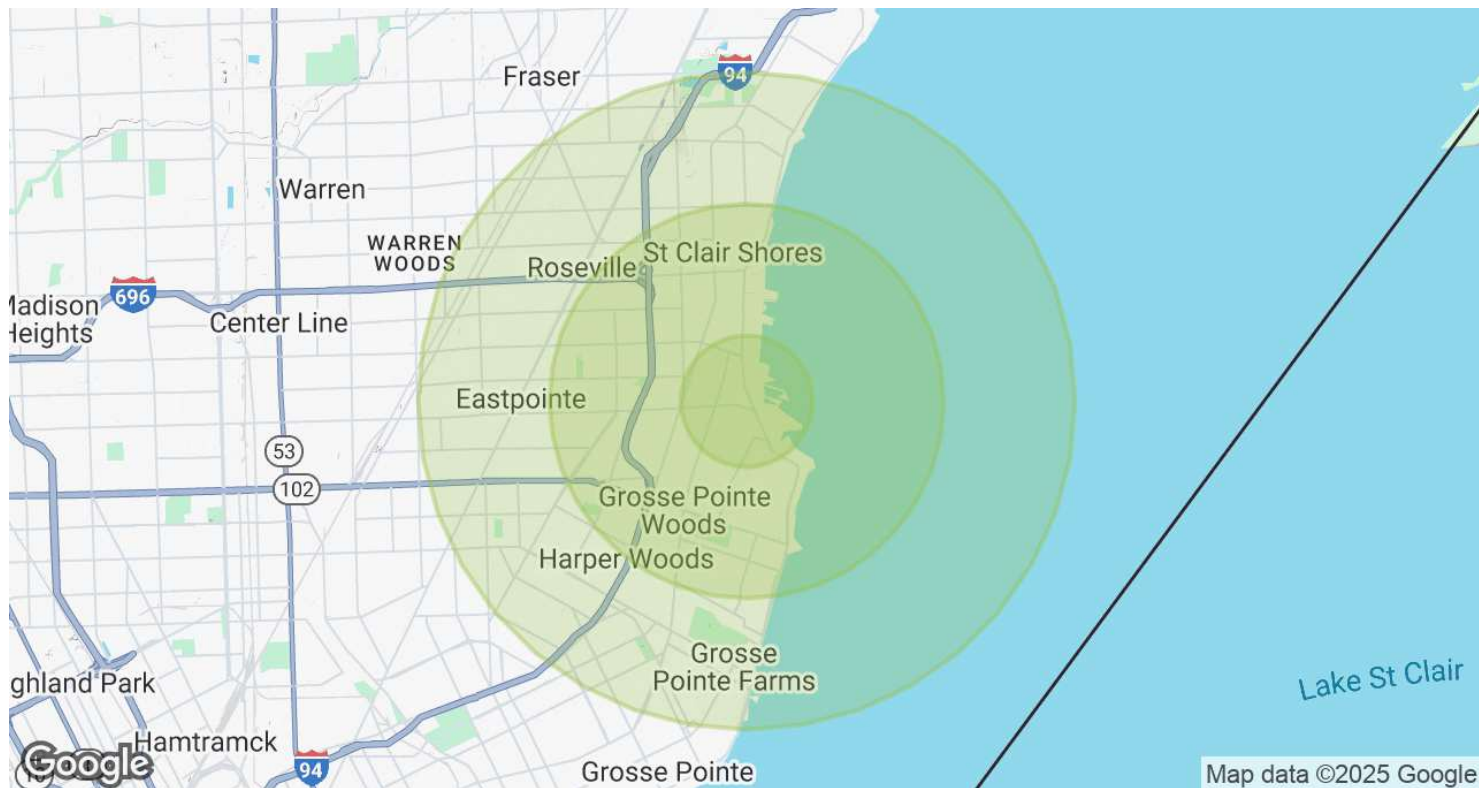 94
Fraser
Warren
WARREN
WOODS
St Clair Shores
Roseville
696
Madison
Heights
Center Line
Eastpointe
53
102
Grosse Pointe
Woods
Harper Woods
Grosse
Pointe Farms
ghland Park
Lake St Clair
Hamtramck
94
Grosse Pointe
Google
Map data ©2025 Google